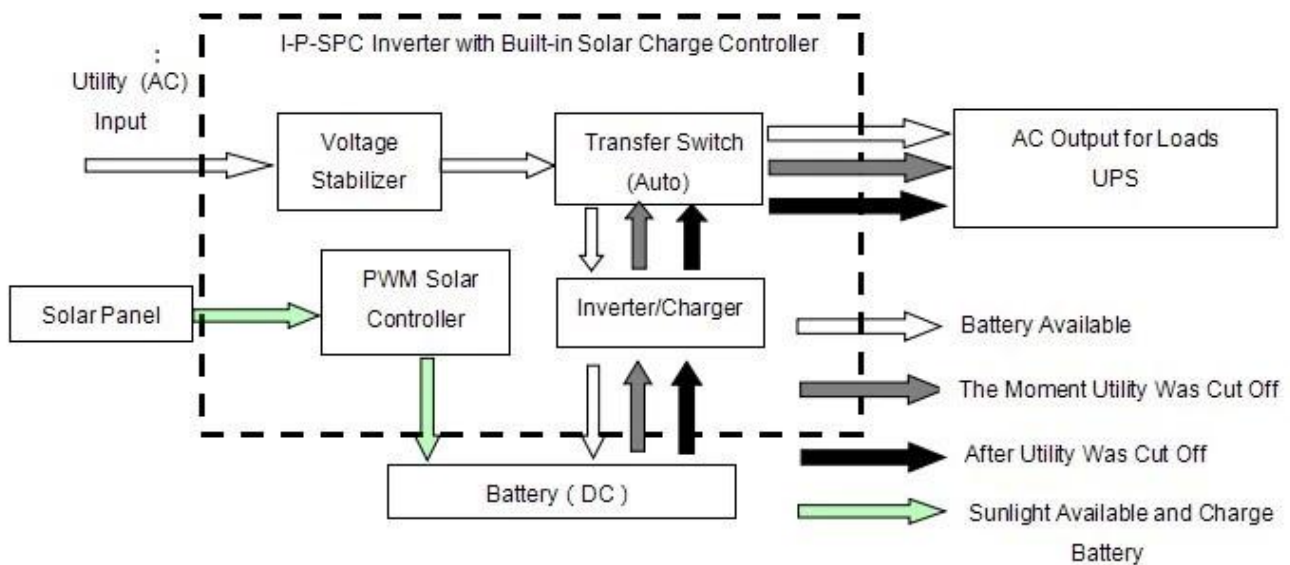 I-P-SPC Inverter with Built-in Solar Charge Controller
:
Utility (AC)
Input
Voltage
Stabilizer
Transfer Switch
(Auto)
AC Output for Loads
UPS
Solar Panel
PWM Solar
Controller
Inverter/Charger
Battery ( DC )
Battery Available
The Moment Utility Was Cut Off
After Utility Was Cut Off
Sunlight Available and Charge
Battery